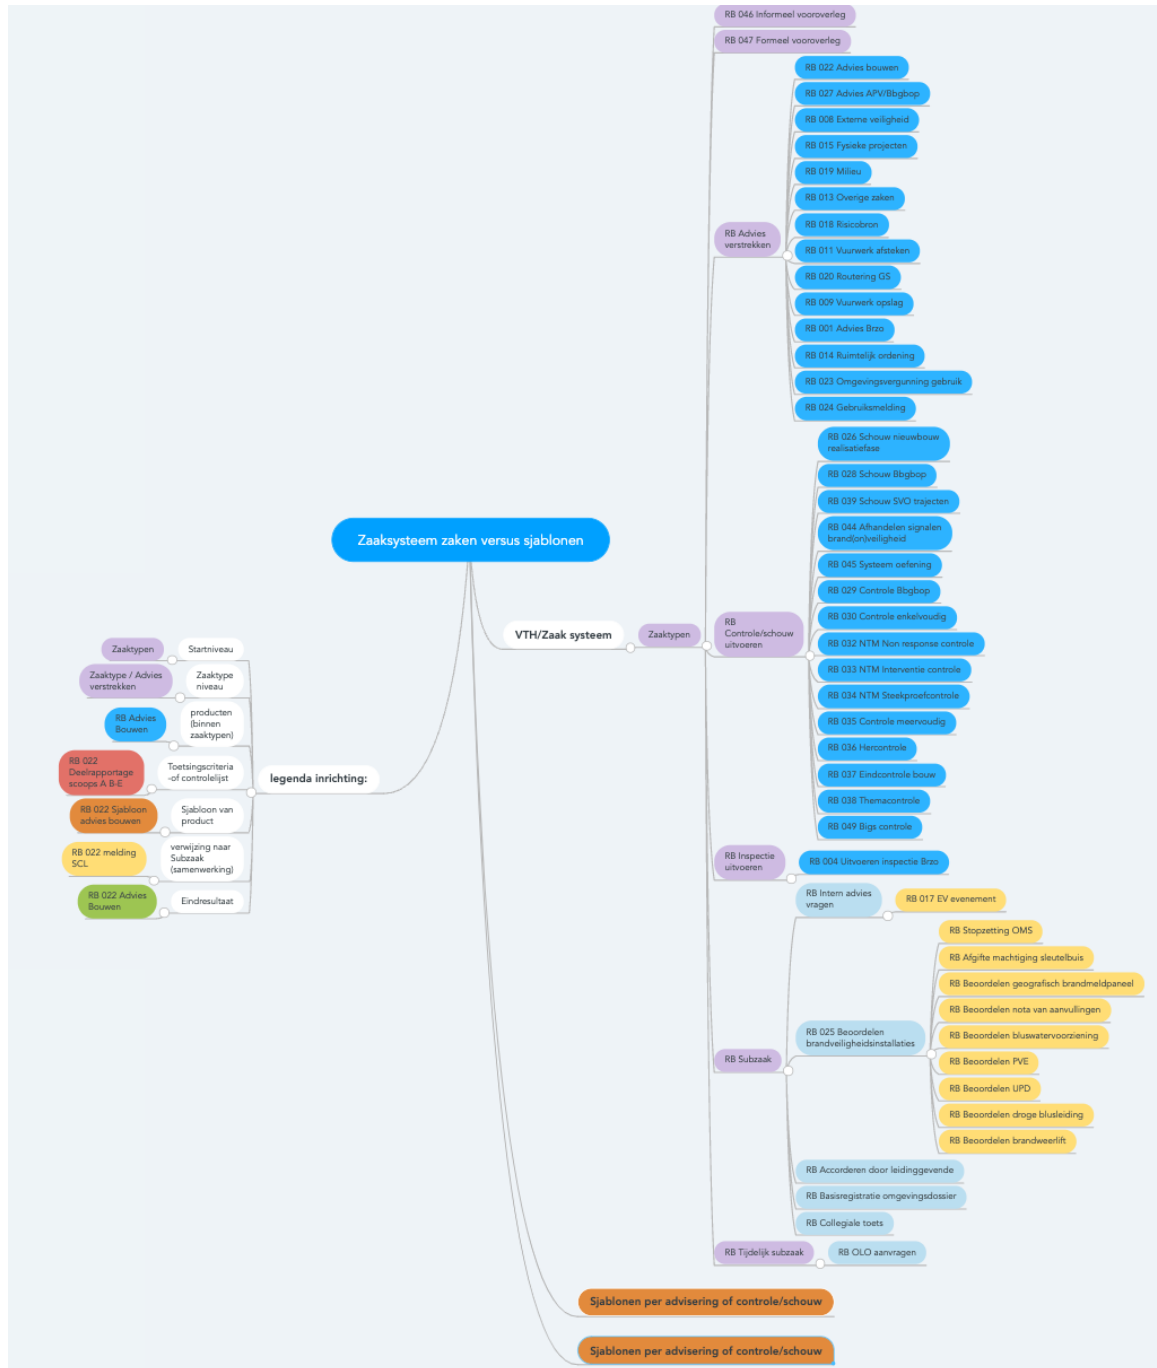 RB 046 Informeel vooroverleg
RB 047 Formeel vooroverleg
RB 022 Advies bouwen
RB 027 Advies APV/Bbgbop
RB 008 Externe veiligheid
RB 015 Fysieke projecten
RB 019 Milieu
RB 013 Overige zaken
RB 018 Risicobron
RB Advies
verstrekken
RB 011 Vuurwerk afsteken
RB 020 Routering GS
RB 009 Vuurwerk opslag
RB 001 Advies Brzo
RB 014 Ruimtelijk ordening
RB 023 Omgevingsvergunning gebruik
RB 024 Gebruiksmelding
RB 026 Schouw nieuwbouw
realisatiefase
RB 028 Schouw Bbgbop
RB 039 Schouw SVO trajecten
RB 044 Afhandelen signalen
brand(on)veiligheid
RB 045 Systeem oefening
RB 029 Controle Bbgbop
RB 030 Controle enkelvoudig
RB
Controle/schouw
uitvoeren
RB 032 NTM Non response controle
RB 033 NTM Interventie controle
RB 034 NTM Steekproefcontrole
RB 035 Controle meervoudig
RB 036 Hercontrole
RB 037 Eindcontrole bouw
RB 038 Themacontrole
RB 049 Bigs controle
RB Inspectie
uitvoeren
RB 004 Uitvoeren inspectie Brzo
RB Intern advies
vragen
RB 017 EV evenement
RB Stopzetting OMS
RB Afgifte machtiging sleutelbuis
RB Beoordelen geografisch brandmeldpaneel
RB Beoordelen nota van aanvullingen
RB 025 Beoordelen
brandveiligheidsinstallaties
RB Beoordelen bluswatervoorziening
RB Beoordelen PVE
RB Beoordelen UPD
RB Beoordelen droge blusleiding
RB Beoordelen brandweerlift
RB Subzaak
RB Accorderen door leidinggevende
RB Basisregistratie omgevingsdossier
RB Collegiale toets
RB Tijdelijk subzaak
RB OLO aanvragen
Zaaksysteem zaken versus sjablonen
VTH/Zaak systeem
Zaaktypen
Zaaktypen
Startniveau
Zaaktype / Advies
verstrekken
Zaaktype
niveau
RB Advies
Bouwen
producten
(binnen
zaaktypen)
RB 022
Deelrapportage
scoops A B-E
Toetsingscriteria
-of controlelijst
RB 022 Sjabloon
advies bouwen
Sjabloon van
product
RB 022 melding
SCL
verwijzing naar
Subzaak
(samenwerking)
RB 022 Advies
Bouwen
Eindresultaat
legenda inrichting:
Sjablonen per advisering of controle/schouw
Sjablonen per advisering of controle/schouw